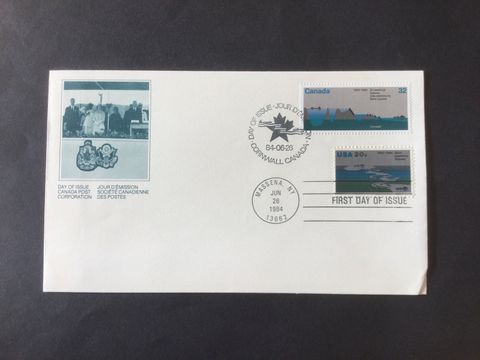 DAY OF ISSUE JOUR D'ÉMISSION
CANADA POST SOCIÉTÉ CANADIENNE
CORPORATION DES POSTES
DAY OF ISSUE · JOUR D'É
84-06-26
CORNWALL, CANADA
Canada 32
USA 20c
MASSENA, NY
JUN
26
1984
13662
FIRST DAY OF ISSUE